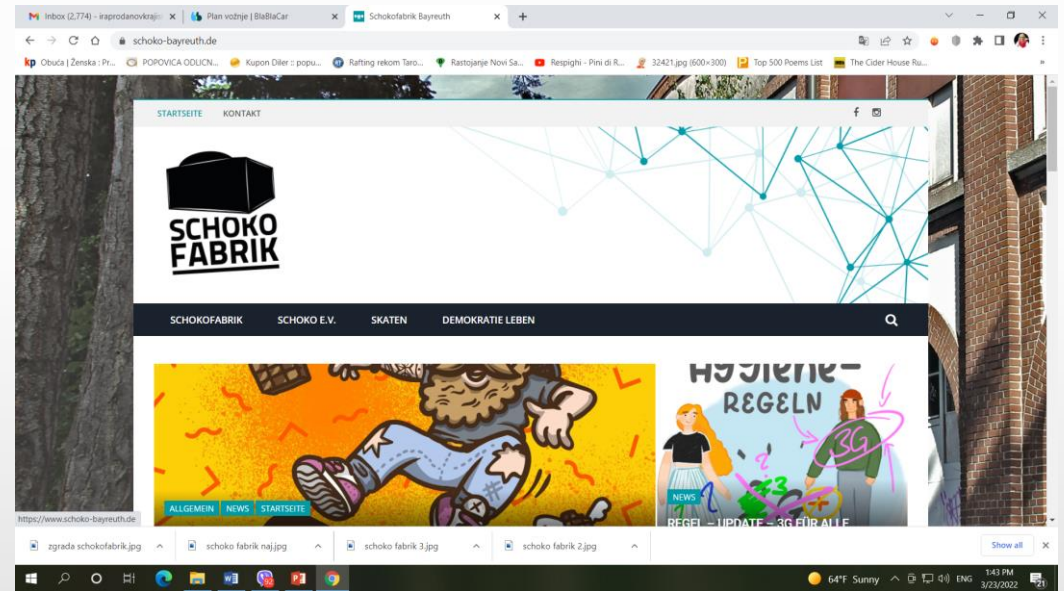 Inbox (2,774) - iraprodanovkrajis
Plan vožnje | BlaBlaCar
Schokofabrik Bayreuth
schoko-bayreuth.de
Obuća | Ženska : Pr...
POPOVICA ODLICN...
Kupon Diler :: popu...
Rafting rekom Taro...
Rastojanje Novi Sa...
Respighi - Pini di R...
32421.jpg (600×300)
Top 500 Poems List
The Cider House Ru...
»
STARTSEITE KONTAKT
SCHOKO
FABRIK
SCHOKOFABRIK SCHOKO E.V. SKATEN DEMOKRATIE LEBEN
HYGIENE-
REGELN
3G
ALLGEMEIN NEWS STARTSEITE
NEWS
REGEL – UPDATE – 3G FÜR ALLE
https://www.schoko-bayreuth.de
zgrada schokofabrik.jpg
schoko fabrik naj.jpg
schoko fabrik 3.jpg
schoko fabrik 2.jpg
Show all
64°F Sunny
ENG
1:43 PM
3/23/2022